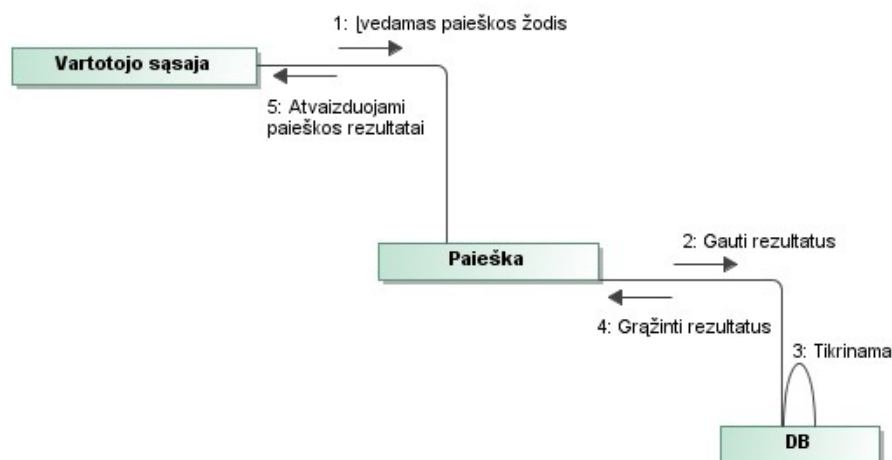 1: Įvedamas paieškos žodis
Vartotojo sąsaja
5: Atvaizduojami
paieškos rezultatai
Paieška
2: Gauti rezultatus
4: Grąžinti rezultatus
3: Tikrinama
DB